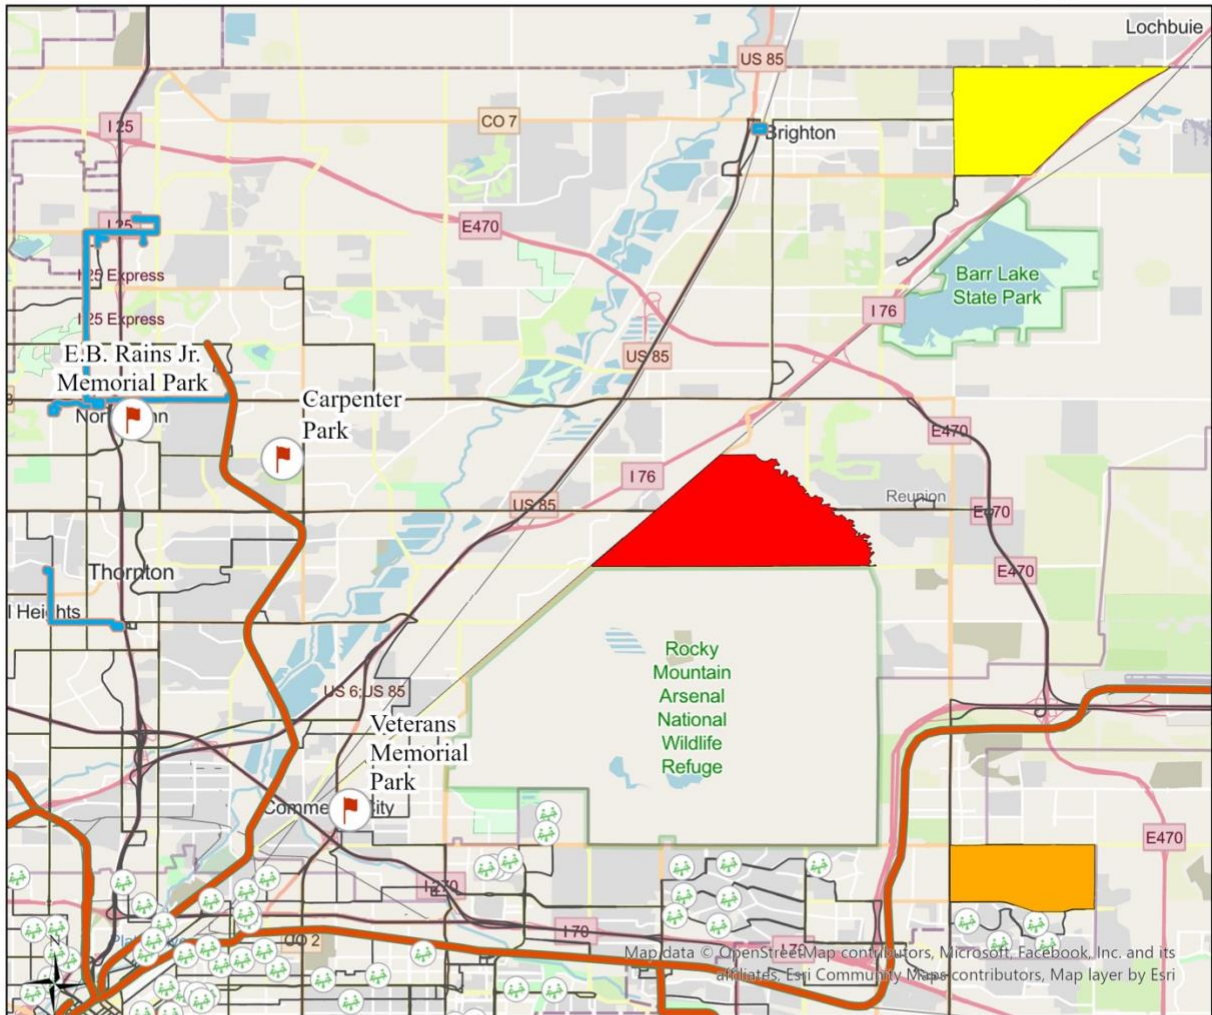 Lochbuie
US 85
CO 7
Brighton
I 25
I 25
E470
Barr Lake
State Park
I 25 Express
I 76
I 25 Express
US 85
E.B. Rains Jr.
Memorial Park
Carpenter
Park
E470
I 76
Reunion
US 85
E470
Thornton
E470
l Heights
Rocky
Mountain
Arsenal
National
Wildlife
Refuge
US 6;US 85
Veterans
Memorial
Park
E470
I 270
I 70
CO 2
I 70
N
Map data © OpenStreetMap contributors, Microsoft, Facebook, Inc. and its
affiliates, Esri Community Maps contributors, Map layer by Esri